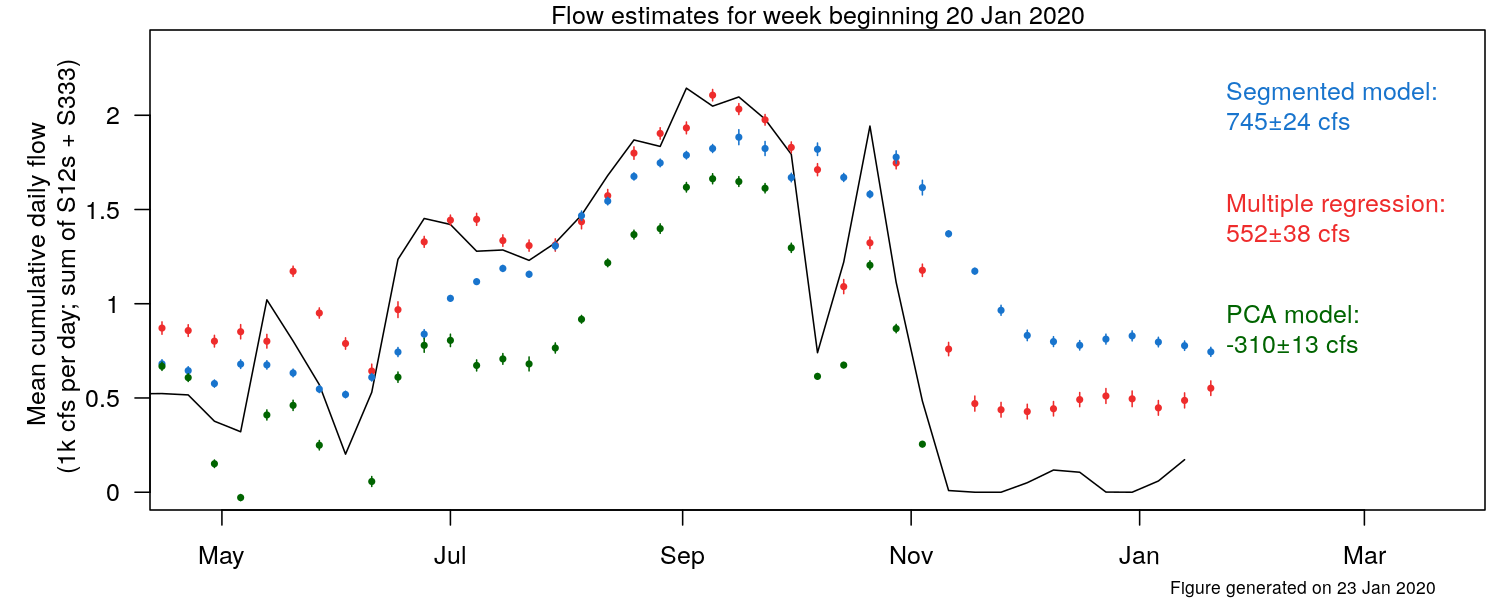 Flow estimates for week beginning 20 Jan 2020
Mean cumulative daily flow
(1k cfs per day; sum of S12s + S333)
2
1.5
1
0.5
0
Segmented model:
745±24 cfs
Multiple regression:
552±38 cfs
PCA model:
-310±13 cfs
May Jul Sep Nov Jan Mar
Figure generated on 23 Jan 2020